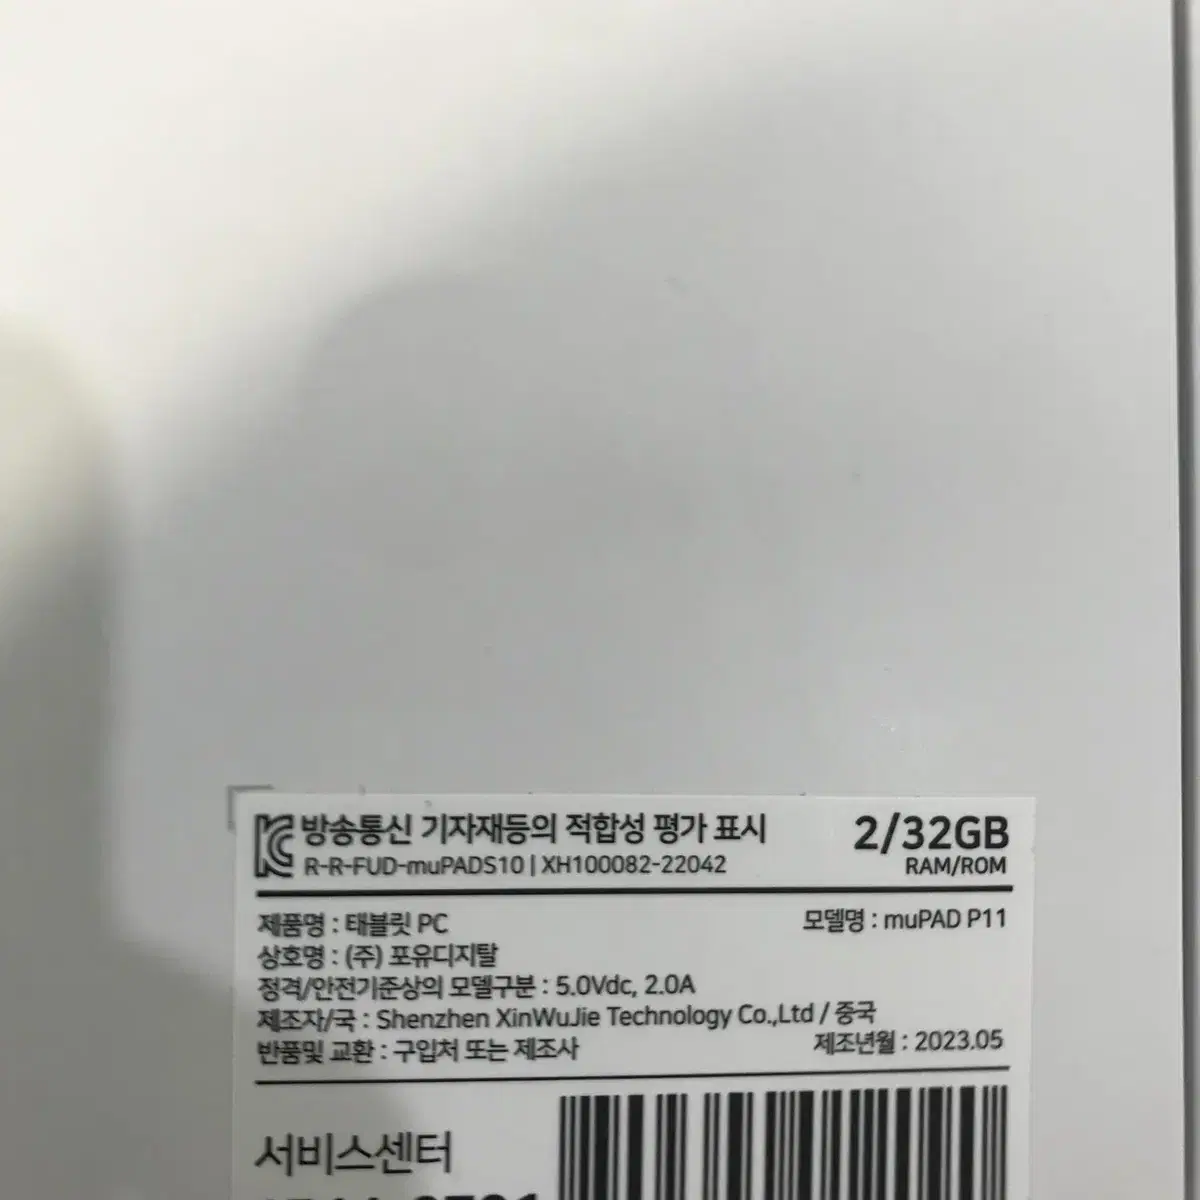 방송통신 기자재등의 적합성 평가 표시
R-R-FUD-muPADS10 | XH100082-22042
2/32GB
RAM/ROM
제품명 : 태블릿 PC
모델명 : muPAD P11
상호명 : (주) 포유디지탈
정격/안전기준상의 모델구분 : 5.0Vdc, 2.0A
제조자/국 : Shenzhen XinWuJie Technology Co.,Ltd / 중국
반품및 교환 : 구입처 또는 제조사
제조년월 : 2023.05
서비스센터